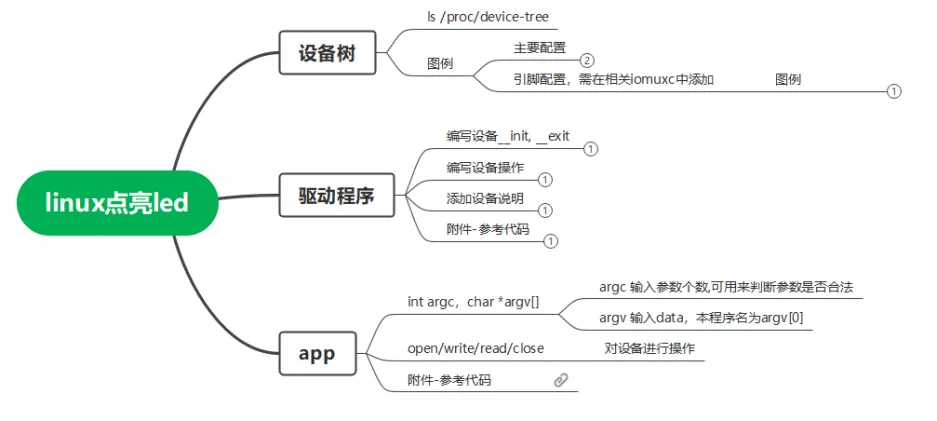 linux点亮led
设备树
ls /proc/device-tree
图例
主要配置
2
引脚配置，需在相关iomuxc中添加
图例
1
驱动程序
编写设备__init, __exit
1
编写设备操作
1
添加设备说明
1
附件-参考代码
1
app
int argc，char *argv[]
argc 输入参数个数,可用来判断参数是否合法
argv 输入data，本程序名为argv[0]
open/write/read/close
对设备进行操作
附件-参考代码